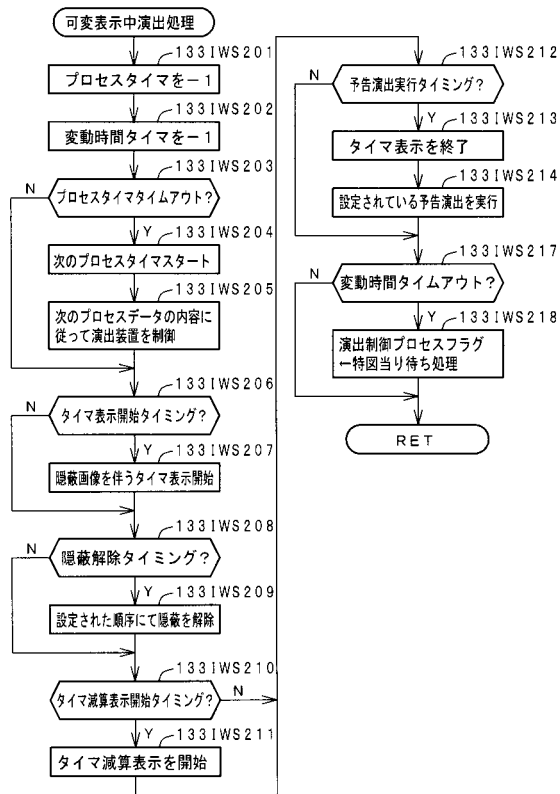 可変表示中演出処理
133IWS201
プロセスタイマを−1
133IWS202
変動時間タイマを−1
133IWS203
N
プロセスタイマタイムアウト?
Y
133IWS204
次のプロセスタイマスタート
133IWS205
次のプロセスデータの内容に
従って演出装置を制御
133IWS206
N
タイマ表示開始タイミング?
Y
133IWS207
隠蔽画像を伴うタイマ表示開始
133IWS208
N
隠蔽解除タイミング?
Y
133IWS209
設定された順序にて隠蔽を解除
133IWS210
タイマ減算表示開始タイミング?
N
Y
133IWS211
タイマ減算表示を開始
133IWS212
N
予告演出実行タイミング?
Y
133IWS213
タイマ表示を終了
133IWS214
設定されている予告演出を実行
133IWS217
N
変動時間タイムアウト?
Y
133IWS218
演出制御プロセスフラグ
←特図当り待ち処理
RET